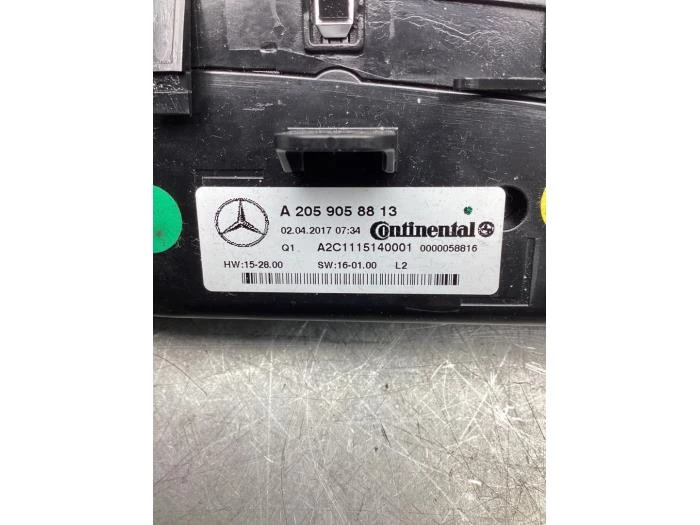 A 205 905 88 13
02.04.2017 07:34 Continental
Q1 A2C1115140001 0000058816
HW:15-28.00 SW:16-01.00 L2